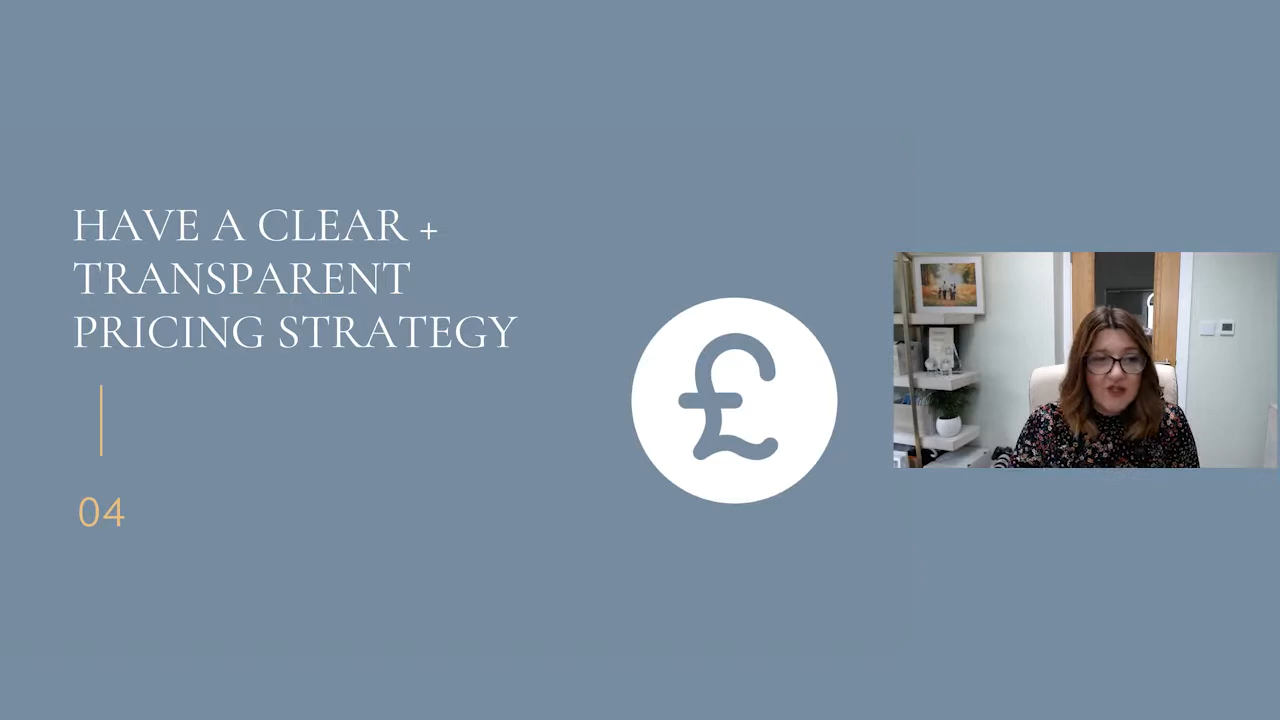 HAVE A CLEAR +
TRANSPARENT
PRICING STRATEGY
04
£